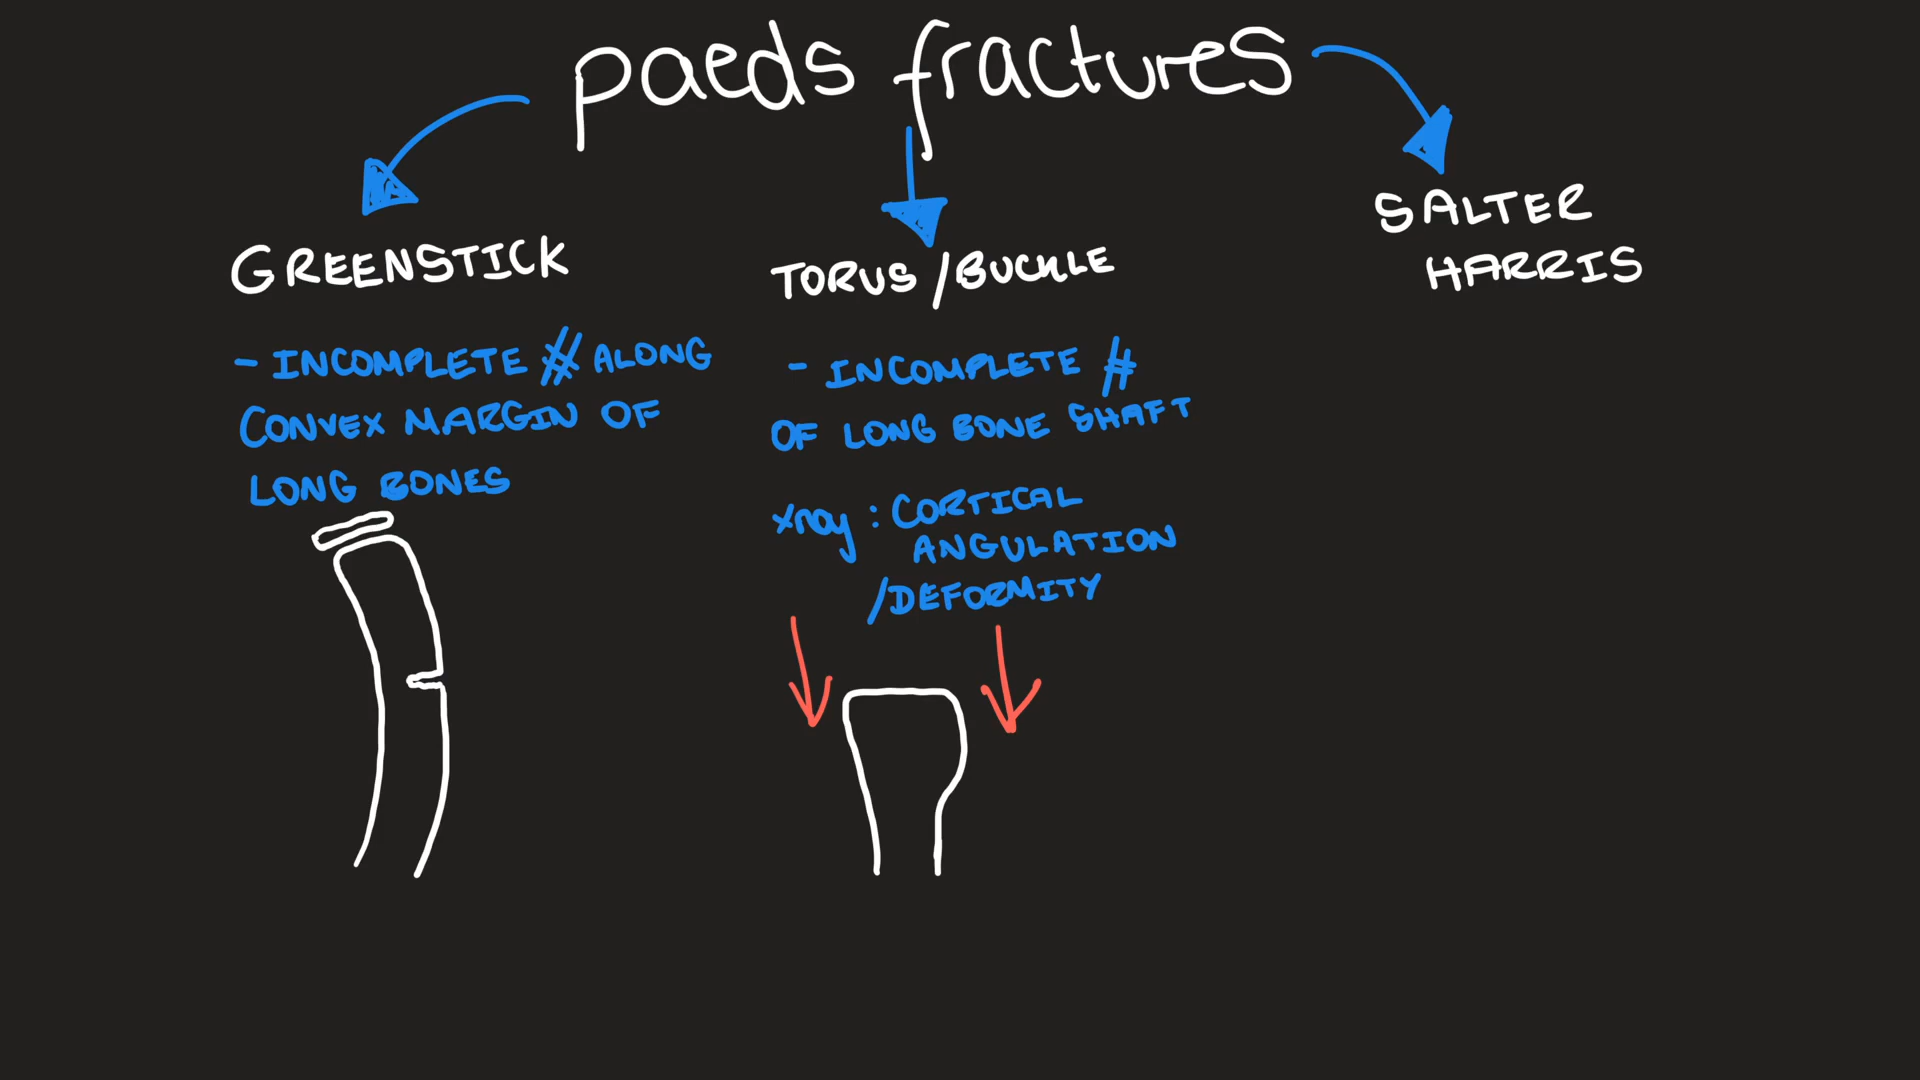 paeds fractures
GREENSTICK
- INCOMPLETE # ALONG
CONVEX MARGIN OF
LONG BONES
TORUS/BUCKLE
- INCOMPLETE #
OF LONG BONE SHAFT
xray: CORTICAL
ANGULATION
/DEFORMITY
SALTER
HARRIS